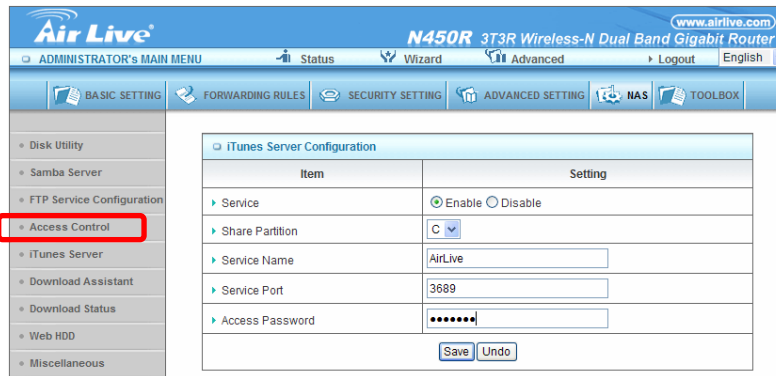 Air Live®
www.airlive.com
N450R 3T3R Wireless-N Dual Band Gigabit Router
ADMINISTRATOR's MAIN MENU Status Wizard Advanced Logout English
BASIC SETTING FORWARDING RULES SECURITY SETTING ADVANCED SETTING NAS TOOLBOX
Disk Utility
Samba Server
FTP Service Configuration
Access Control
iTunes Server
Download Assistant
Download Status
Web HDD
Miscellaneous
iTunes Server Configuration
Item Setting
Service Enable Disable
Share Partition C
Service Name AirLive
Service Port 3689
Access Password •••••••
Save Undo